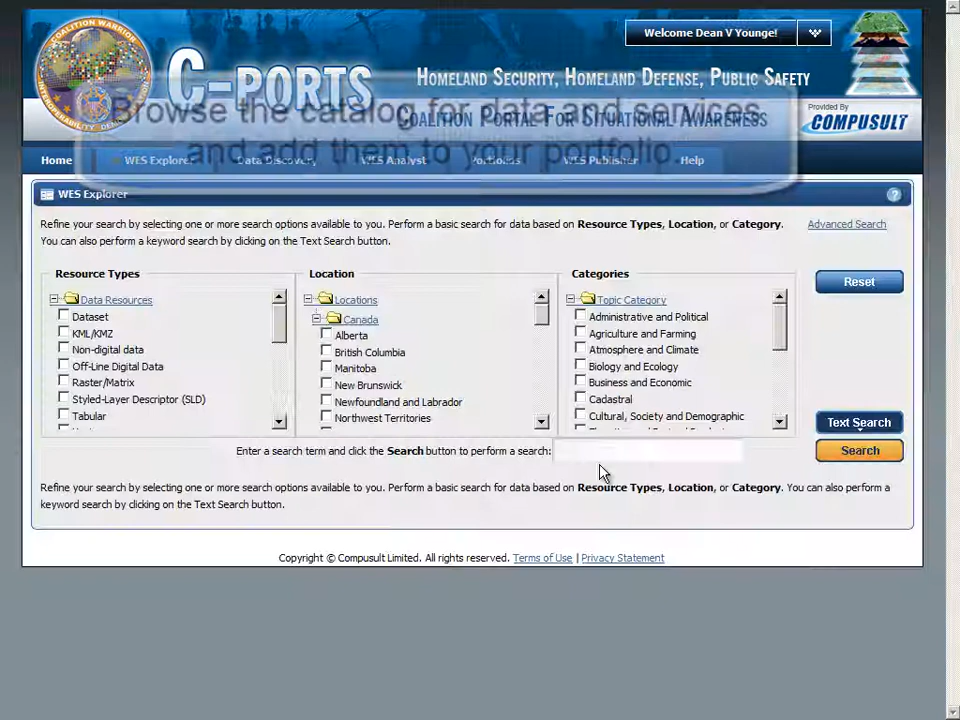 COALITION WARRIOR
INTEROPERABILITY
C-PORTS
Welcome Dean V Younge!
HOMELAND SECURITY, HOMELAND DEFENSE, PUBLIC SAFETY
COALITION PORTAL FOR SITUATIONAL AWARENESS
Provided By
COMPUSULT
Browse the catalog for data and services
and add them to your portfolio.
Home WES Explorer Data Discovery WES Analyst Portfolios WES Publisher Help
WES Explorer
Refine your search by selecting one or more search options available to you. Perform a basic search for data based on Resource Types, Location, or Category. Advanced Search
You can also perform a keyword search by clicking on the Text Search button.
Resource Types
Data Resources
Dataset
KML/KMZ
Non-digital data
Off-Line Digital Data
Raster/Matrix
Styled-Layer Descriptor (SLD)
Tabular
Location
Locations
Canada
Alberta
British Columbia
Manitoba
New Brunswick
Newfoundland and Labrador
Northwest Territories
Categories
Topic Category
Administrative and Political
Agriculture and Farming
Atmosphere and Climate
Biology and Ecology
Business and Economic
Cadastral
Cultural, Society and Demographic
Reset
Text Search
Search
Enter a search term and click the Search button to perform a search:
Refine your search by selecting one or more search options available to you. Perform a basic search for data based on Resource Types, Location, or Category. You can also perform a
keyword search by clicking on the Text Search button.
Copyright © Compusult Limited. All rights reserved. Terms of Use | Privacy Statement